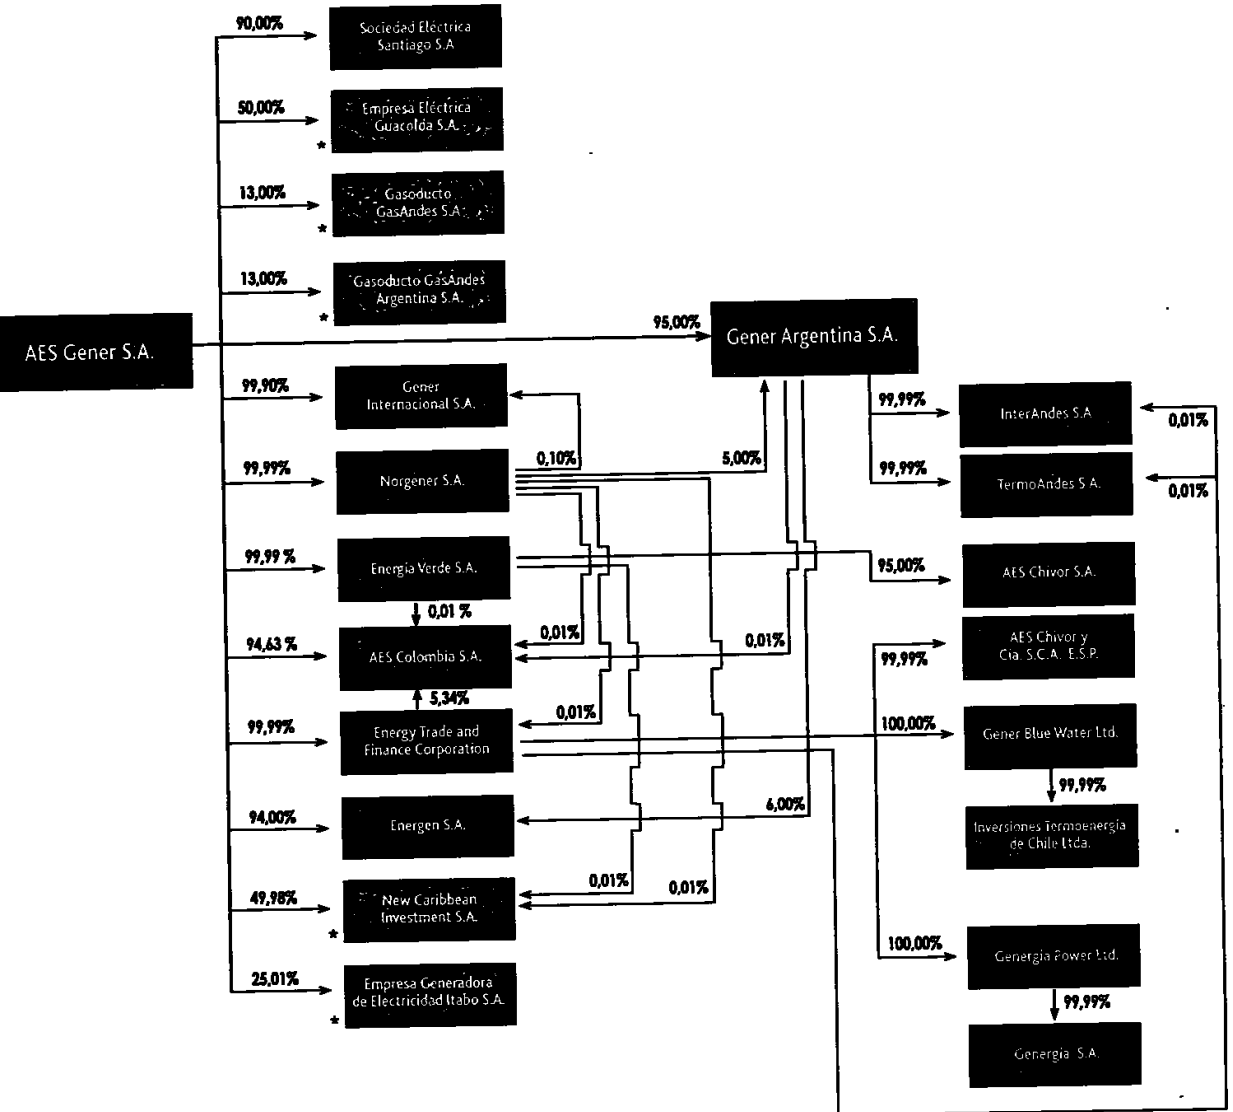 90,00%
Sociedad Eléctrica
Santiago S.A
50,00%
Empresa Eléctrica
Guacolda S.A.
*
13,00%
Gasoducto
GasAndes S.A.
*
13,00%
Gasoducto GasAndes
Argentina S.A.
*
AES Gener S.A.
95,00%
Gener Argentina S.A.
99,90%
Gener
Internacional S.A.
99,99%
InterAndes S.A
0,01%
99,99%
Norgener S.A.
0,10%
5,00%
99,99%
TermoAndes S.A.
0,01%
99,99 %
Energía Verde S.A.
95,00%
AES Chivor S.A.
0,01 %
94,63 %
AES Colombia S.A.
0,01%
0,01%
99,99%
AES Chivor y
Cia. S.C.A. E.S.P.
5,34%
99,99%
Energy Trade and
Finance Corporation
0,01%
100,00%
Gener Blue Water Ltd.
99,99%
94,00%
Energen S.A.
6,00%
Inversiones Termoenergia
de Chile Ltda.
49,98%
New Caribbean
Investment S.A.
*
0,01%
0,01%
100,00%
Genergia Power Ltd.
25,01%
Empresa Generadora
de Electricidad Itabo S.A.
*
99,99%
Genergia S.A.